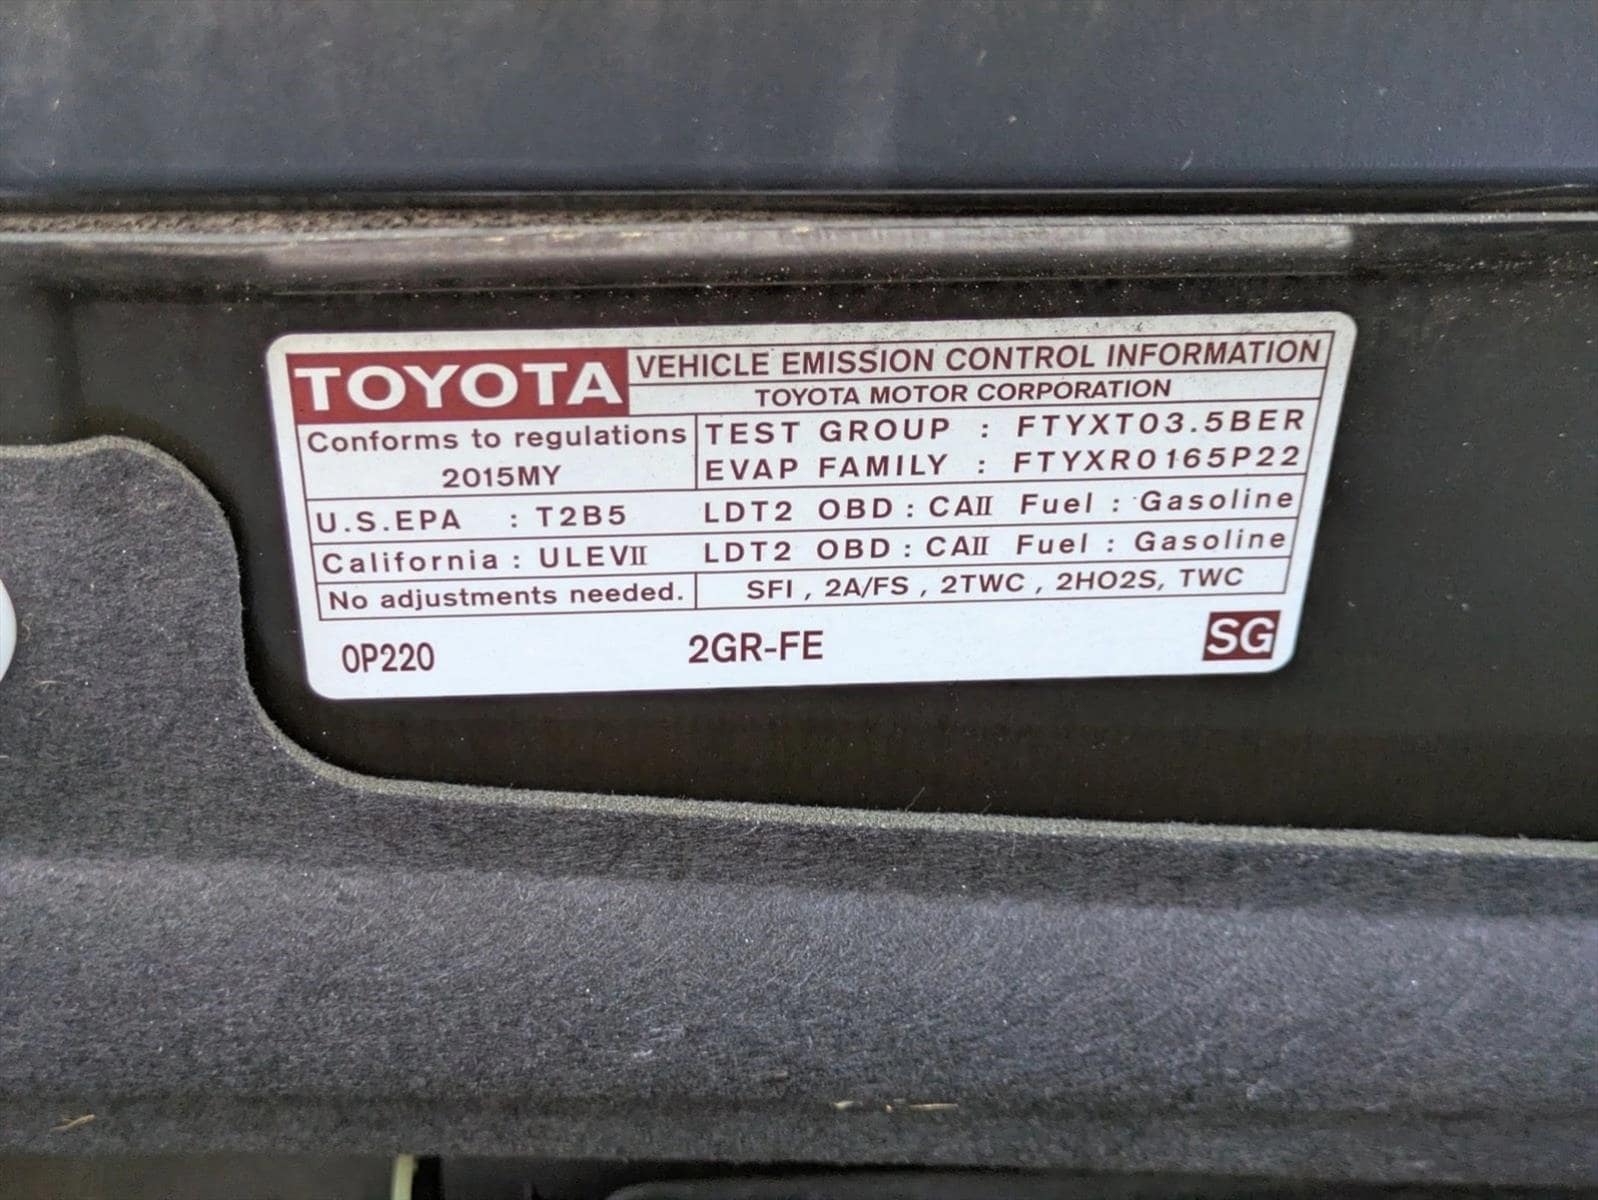 TOYOTA VEHICLE EMISSION CONTROL INFORMATION
TOYOTA MOTOR CORPORATION
Conforms to regulations
2015MY
TEST GROUP : FTYXT03.5BER
EVAP FAMILY : FTYXR0165P22
U.S.EPA : T2B5 LDT2 OBD : CAII Fuel : Gasoline
California : ULEVII LDT2 OBD : CAII Fuel : Gasoline
No adjustments needed. SFI , 2A/FS , 2TWC , 2HO2S, TWC
0P220 2GR-FE SG